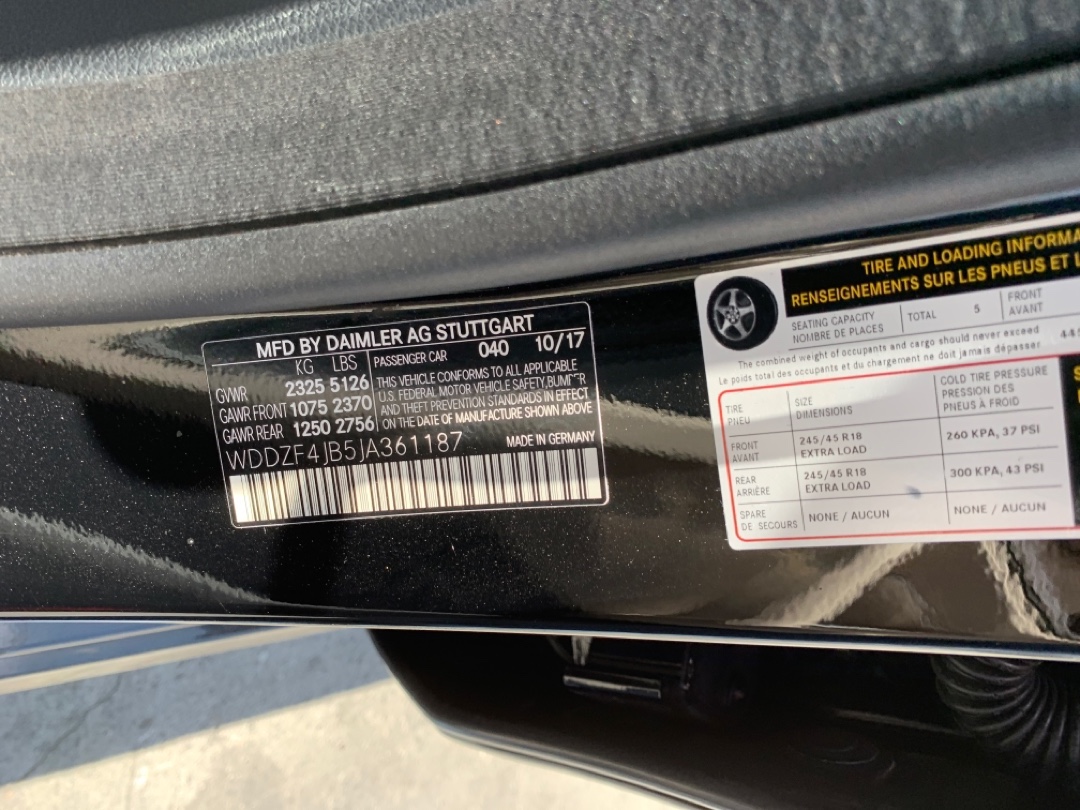 MFD BY DAIMLER AG STUTTGART
KG LBS PASSENGER CAR 040 10/17
GVWR 2325 5126
GAWR FRONT 1075 2370
GAWR REAR 1250 2756
THIS VEHICLE CONFORMS TO ALL APPLICABLE
U.S. FEDERAL MOTOR VEHICLE SAFETY,
AND THEFT PREVENTION STANDARDS IN EFFECT
ON THE DATE OF MANUFACTURE SHOWN ABOVE
WDDZF4JB5JA361187 MADE IN GERMANY
TIRE AND LOADING
RENSEIGNEMENTS SUR LES PNEUS ET
SEATING CAPACITY
NOMBRE DE PLACES
TOTAL 5
FRONT
AVANT
The combined weight of occupants and cargo should never exceed
Le poids total des occupants et du chargement ne doit jamais dépasser
TIRE
PNEU
SIZE
DIMENSIONS
COLD TIRE PRESSURE
PRESSION DES
PNEUS À FROID
FRONT
AVANT
245/45 R18
EXTRA LOAD
260 KPA, 37 PSI
REAR
ARRIÈRE
245/45 R18
EXTRA LOAD
300 KPA, 43 PSI
SPARE
DE SECOURS
NONE / AUCUN
NONE / AUCUN